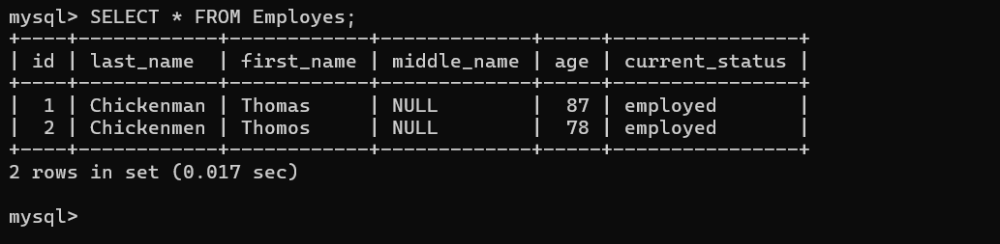 mysql> SELECT * FROM Employes;
+----+------------+------------+-------------+-----+----------------+
| id | last_name  | first_name | middle_name | age | current_status |
+----+------------+------------+-------------+-----+----------------+
|  1 | Chickenman | Thomas     | NULL        |  87 | employed       |
|  2 | Chickenmen | Thomos     | NULL        |  78 | employed       |
+----+------------+------------+-------------+-----+----------------+
2 rows in set (0.017 sec)
mysql>